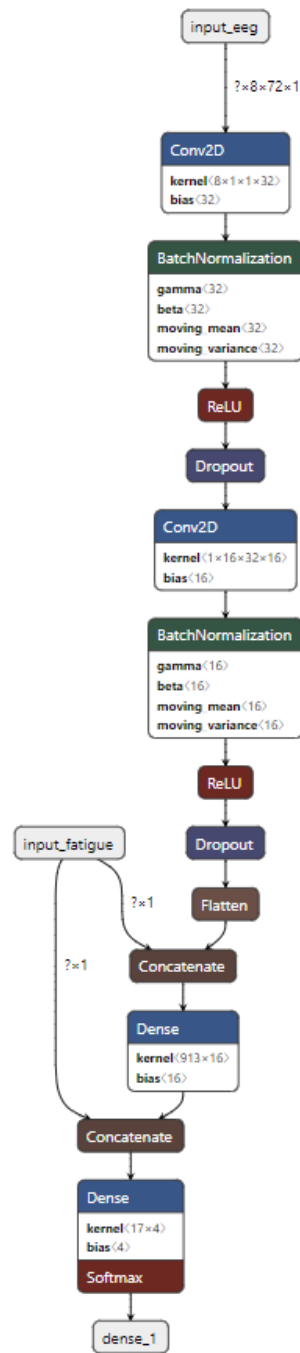 input_eeg
?×8×72×1
Conv2D
kernel⟨8×1×1×32⟩
bias⟨32⟩
BatchNormalization
gamma⟨32⟩
beta⟨32⟩
moving_mean⟨32⟩
moving_variance⟨32⟩
ReLU
Dropout
Conv2D
kernel⟨1×16×32×16⟩
bias⟨16⟩
BatchNormalization
gamma⟨16⟩
beta⟨16⟩
moving_mean⟨16⟩
moving_variance⟨16⟩
ReLU
input_fatigue
Dropout
?×1
Flatten
?×1
Concatenate
Dense
kernel⟨913×16⟩
bias⟨16⟩
Concatenate
Dense
kernel⟨17×4⟩
bias⟨4⟩
Softmax
dense_1